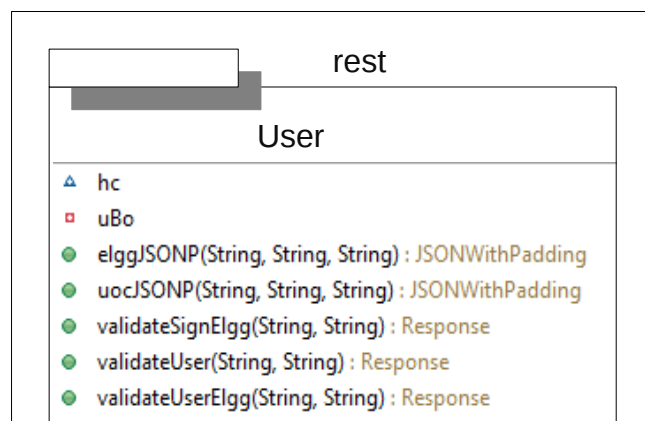 rest
User
hc
uBo
elggJSONP(String, String, String) : JSONWithPadding
uocJSONP(String, String, String) : JSONWithPadding
validateSignElgg(String, String) : Response
validateUser(String, String) : Response
validateUserElgg(String, String) : Response